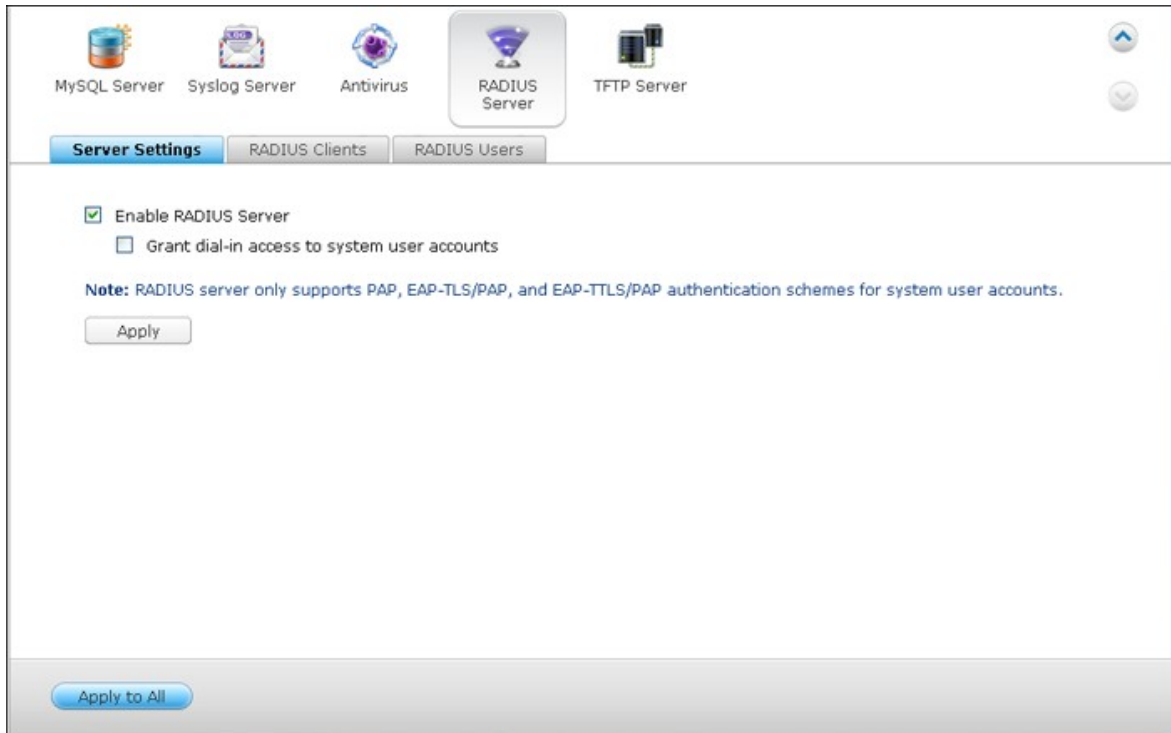 LOG
MySQL Server
Syslog Server
Antivirus
RADIUS
Server
TFTP Server
Server Settings
RADIUS Clients
RADIUS Users
Enable RADIUS Server
Grant dial-in access to system user accounts
Note: RADIUS server only supports PAP, EAP-TLS/PAP, and EAP-TTLS/PAP authentication schemes for system user accounts.
Apply
Apply to All